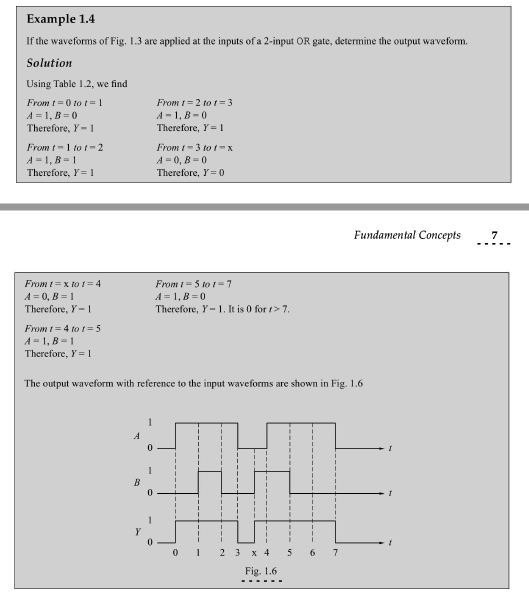 Example 1.4
If the waveforms of Fig. 1.3 are applied at the inputs of a 2-input OR gate, determine the output waveform.
Solution
Using Table 1.2, we find
From t = 0 to t = 1
A = 1, B = 0
Therefore, Y = 1
From t = 1 to t = 2
A = 1, B = 1
Therefore, Y = 1
From t = 2 to t = 3
A = 1, B = 0
Therefore, Y = 1
From t = 3 to t = x
A = 0, B = 0
Therefore, Y = 0
Fundamental Concepts 7
From t = x to t = 4
A = 0, B = 1
Therefore, Y = 1
From t = 4 to t = 5
A = 1, B = 1
Therefore, Y = 1
From t = 5 to t = 7
A = 1, B = 0
Therefore, Y = 1. It is 0 for t > 7.
The output waveform with reference to the input waveforms are shown in Fig. 1.6
1
A
0
t
1
B
0
t
1
Y
0
t
0 1 2 3 x 4 5 6 7
Fig. 1.6